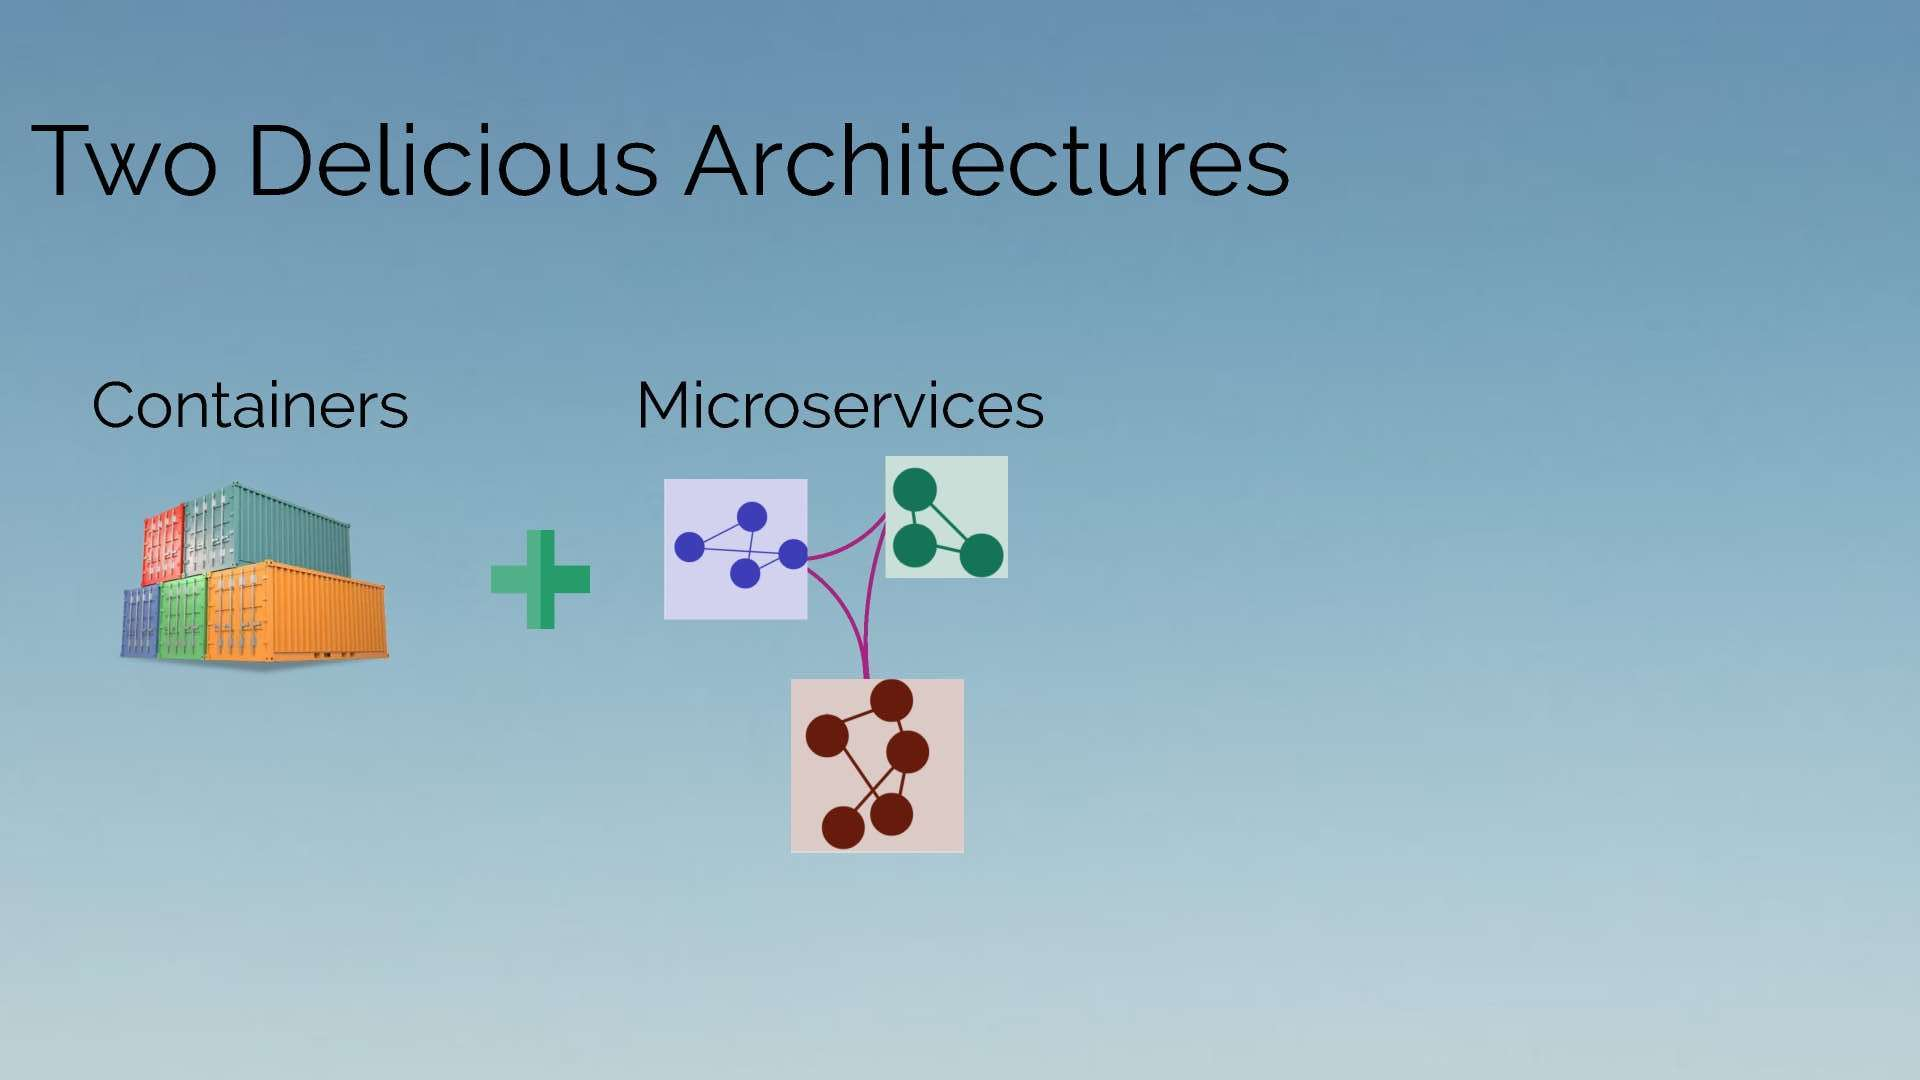 Two Delicious Architectures
Containers
Microservices